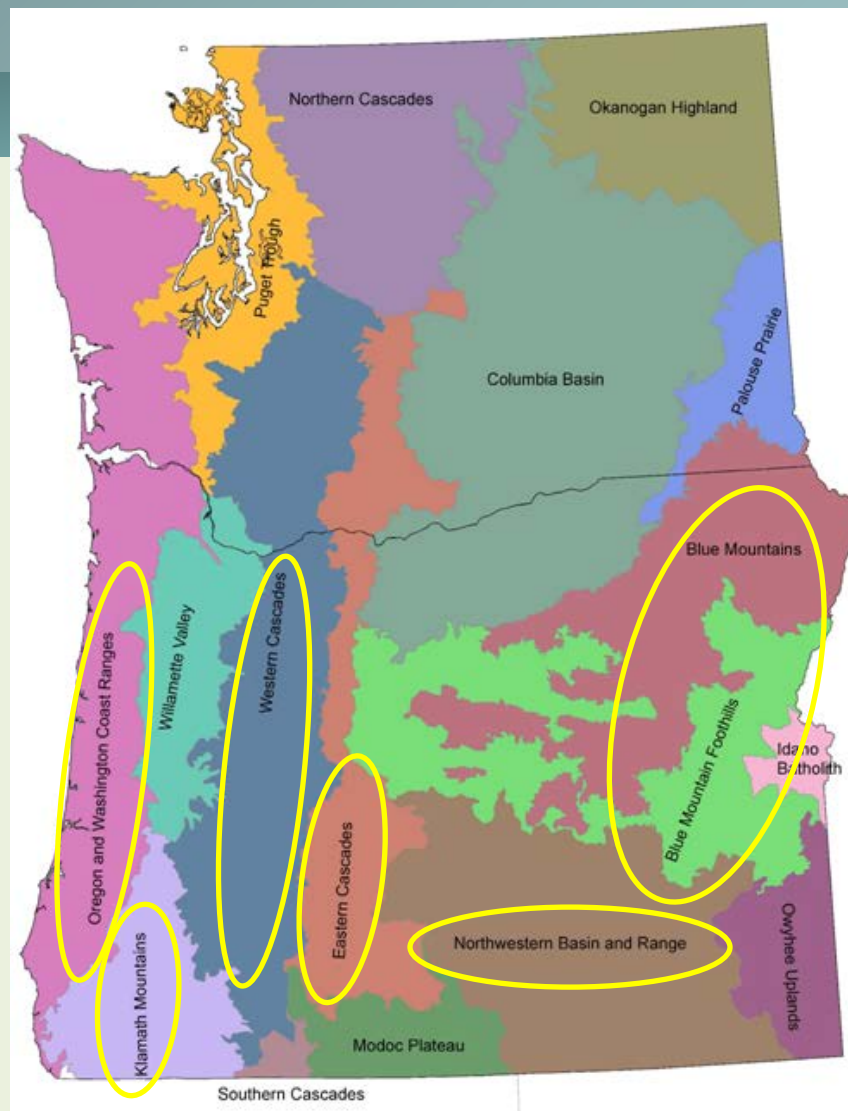 Northern Cascades
Okanogan Highland
Puget Trough
Columbia Basin
Palouse Prairie
Blue Mountains
Western Cascades
Willamette Valley
Oregon and Washington Coast Ranges
Idaho
Batholith
Blue Mountain Foothills
Eastern Cascades
Northwestern Basin and Range
Owyhee Uplands
Klamath Mountains
Modoc Plateau
Southern Cascades